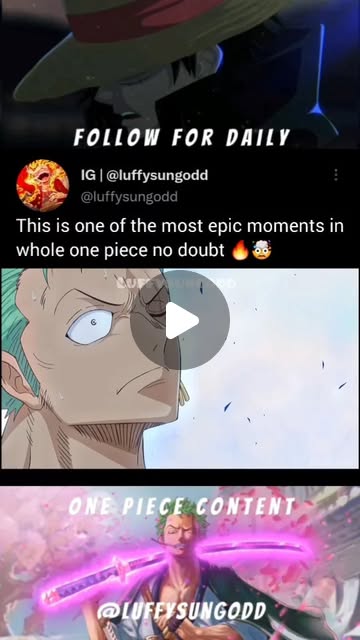 FOLLOW FOR DAILY
IG | @luffysungodd
@luffysungodd
This is one of the most epic moments in
whole one piece no doubt 🔥🤯
LUFFYSUNGODD
ONE PIECE CONTENT
@LUFFYSUNGODD